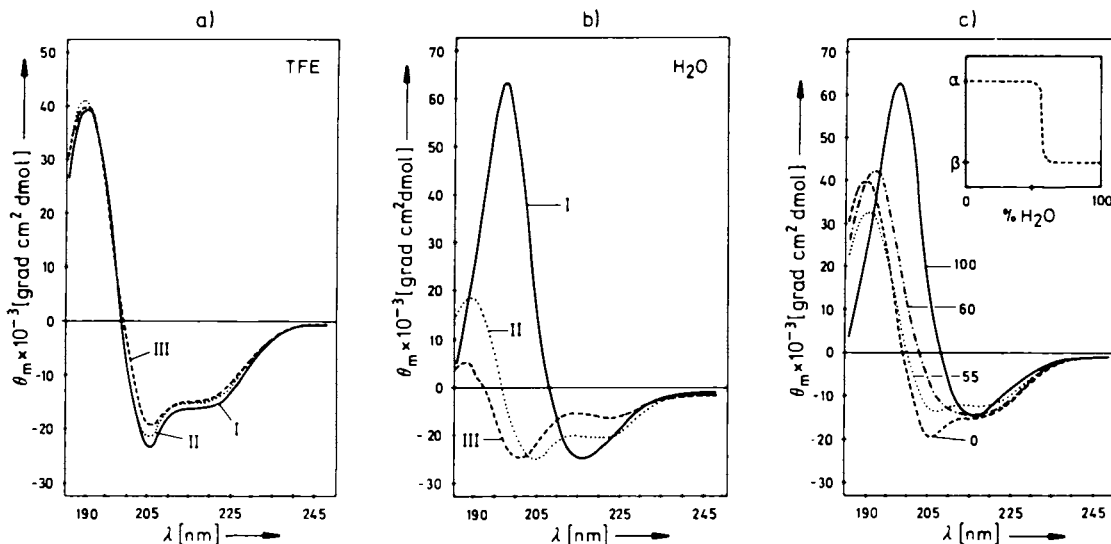 a)
TFE
50
40
30
20
10
0
-10
-20
-30
190 205 225 245
θm×10⁻³ [grad cm² dmol]
λ [nm]
III
II
I
b)
H₂O
70
60
50
40
30
20
10
0
-10
-20
-30
190 205 225 245
θm×10⁻³ [grad cm²dmol]
λ [nm]
I
II
III
c)
70
60
50
40
30
20
10
0
-10
-20
-30
190 205 225 245
θm×10⁻³ [grad cm² dmol]
λ [nm]
α
β
0 100
% H₂O
100
60
55
0